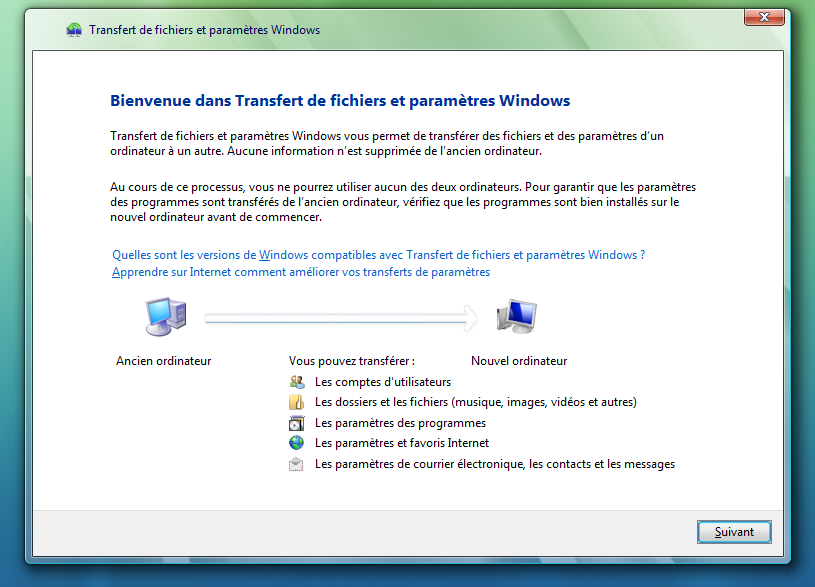 Transfert de fichiers et paramètres Windows
Bienvenue dans Transfert de fichiers et paramètres Windows
Transfert de fichiers et paramètres Windows vous permet de transférer des fichiers et des paramètres d’un
ordinateur à un autre. Aucune information n’est supprimée de l’ancien ordinateur.
Au cours de ce processus, vous ne pourrez utiliser aucun des deux ordinateurs. Pour garantir que les paramètres
des programmes sont transférés de l’ancien ordinateur, vérifiez que les programmes sont bien installés sur le
nouvel ordinateur avant de commencer.
Quelles sont les versions de Windows compatibles avec Transfert de fichiers et paramètres Windows ?
Apprendre sur Internet comment améliorer vos transferts de paramètres
Ancien ordinateur
Vous pouvez transférer :
Nouvel ordinateur
Les comptes d'utilisateurs
Les dossiers et les fichiers (musique, images, vidéos et autres)
Les paramètres des programmes
Les paramètres et favoris Internet
Les paramètres de courrier électronique, les contacts et les messages
Suivant